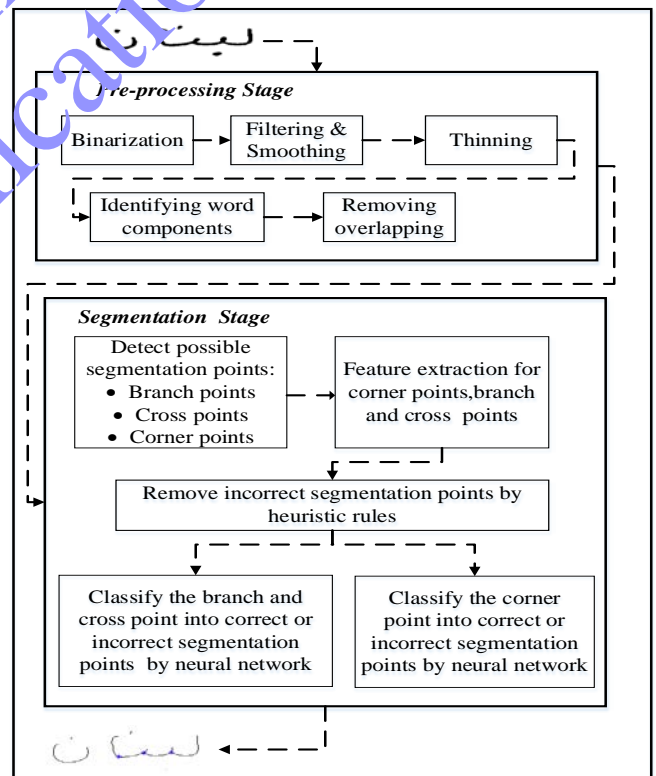 لبنان
Pre-processing Stage
Binarization
Filtering &
Smoothing
Thinning
Identifying word
components
Removing
overlapping
Segmentation Stage
Detect possible
segmentation points:
• Branch points
• Cross points
• Corner points
Feature extraction for
corner points,branch
and cross points
Remove incorrect segmentation points by
heuristic rules
Classify the branch and
cross point into correct or
incorrect segmentation
points by neural network
Classify the corner
point into correct or
incorrect segmentation
points by neural network
لبنان